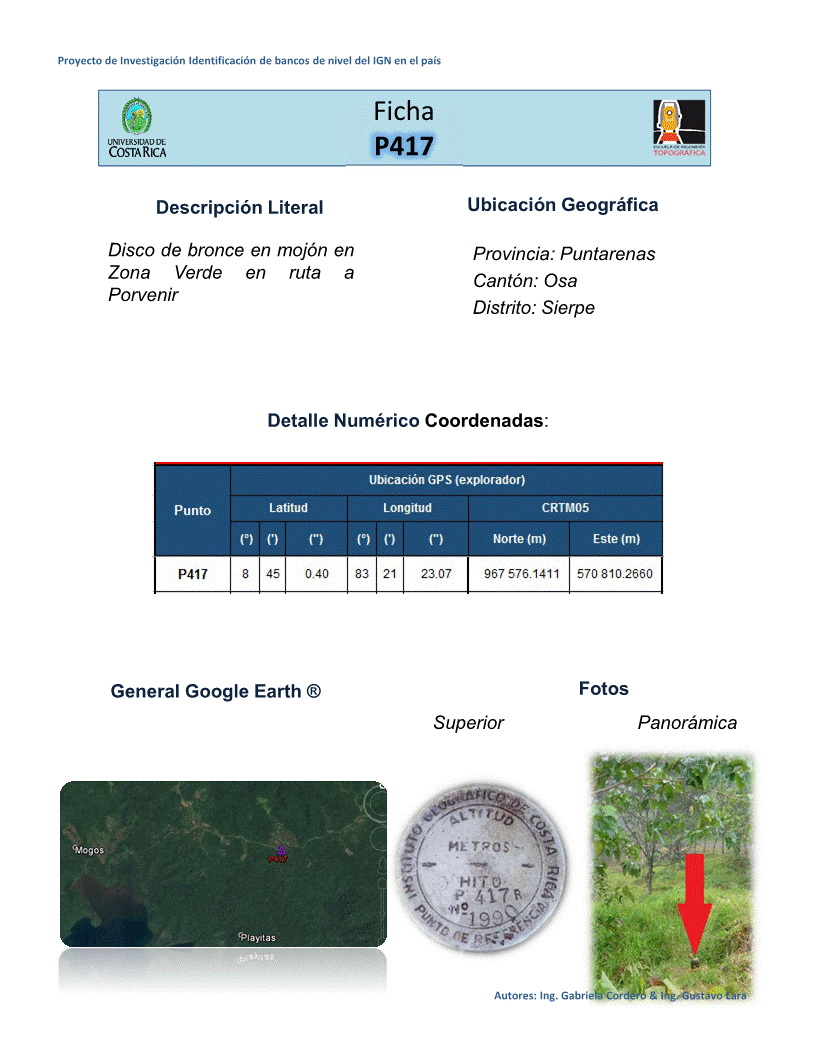 Proyecto de Investigación Identificación de bancos de nivel del IGN en el país
UNIVERSIDAD DE
COSTA RICA
Ficha
P417
ESCUELA DE INGENIERÍA
TOPOGRÁFICA
Descripción Literal
Disco de bronce en mojón en
Zona Verde en ruta a
Porvenir
Ubicación Geográfica
Provincia: Puntarenas
Cantón: Osa
Distrito: Sierpe
Detalle Numérico Coordenadas:
Punto
Ubicación GPS (explorador)
Latitud Longitud CRTM05
(°) (') (") (°) (') (") Norte (m) Este (m)
P417 8 45 0.40 83 21 23.07 967 576.1411 570 810.2660
General Google Earth ®
Fotos
Superior Panorámica
Mogos
P417
Playitas
INSTITUTO GEOGRAFICO DE COSTA RICA
ALTITUD
METROS
HITO
P 417 R
Nº 1990
PUNTO DE REFERENCIA
Autores: Ing. Gabriela Cordero & Ing. Gustavo Lara